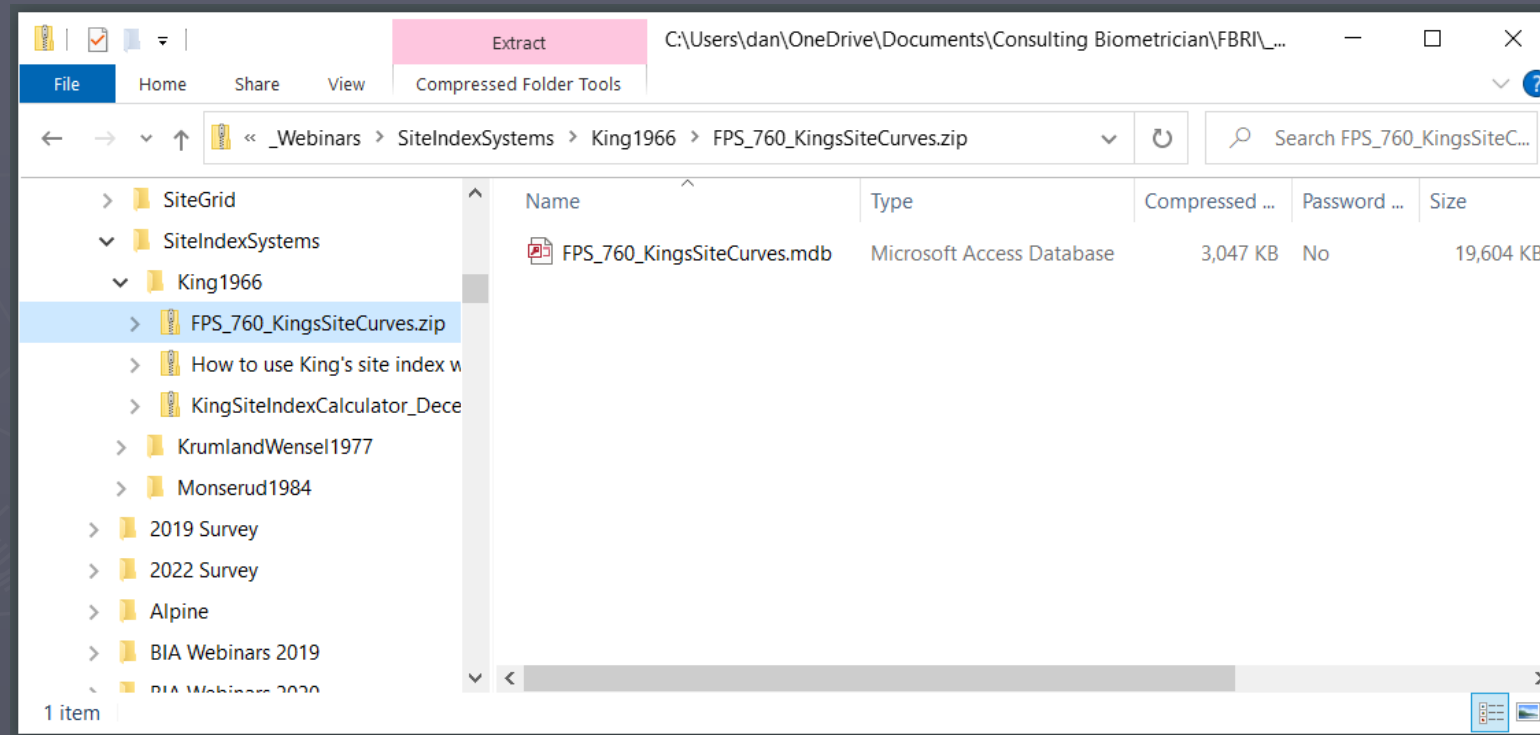 Extract C:\Users\dan\OneDrive\Documents\Consulting Biometrician\FBRI\_...
File Home Share View Compressed Folder Tools ?
« _Webinars > SiteIndexSystems > King1966 > FPS_760_KingsSiteCurves.zip Search FPS_760_KingsSiteC...
SiteGrid
SiteIndexSystems
King1966
FPS_760_KingsSiteCurves.zip
How to use King's site index w
KingSiteIndexCalculator_Dece
KrumlandWensel1977
Monserud1984
2019 Survey
2022 Survey
Alpine
BIA Webinars 2019
BIA Webinars 2020
Name Type Compressed ... Password ... Size
FPS_760_KingsSiteCurves.mdb Microsoft Access Database 3,047 KB No 19,604 KB
1 item